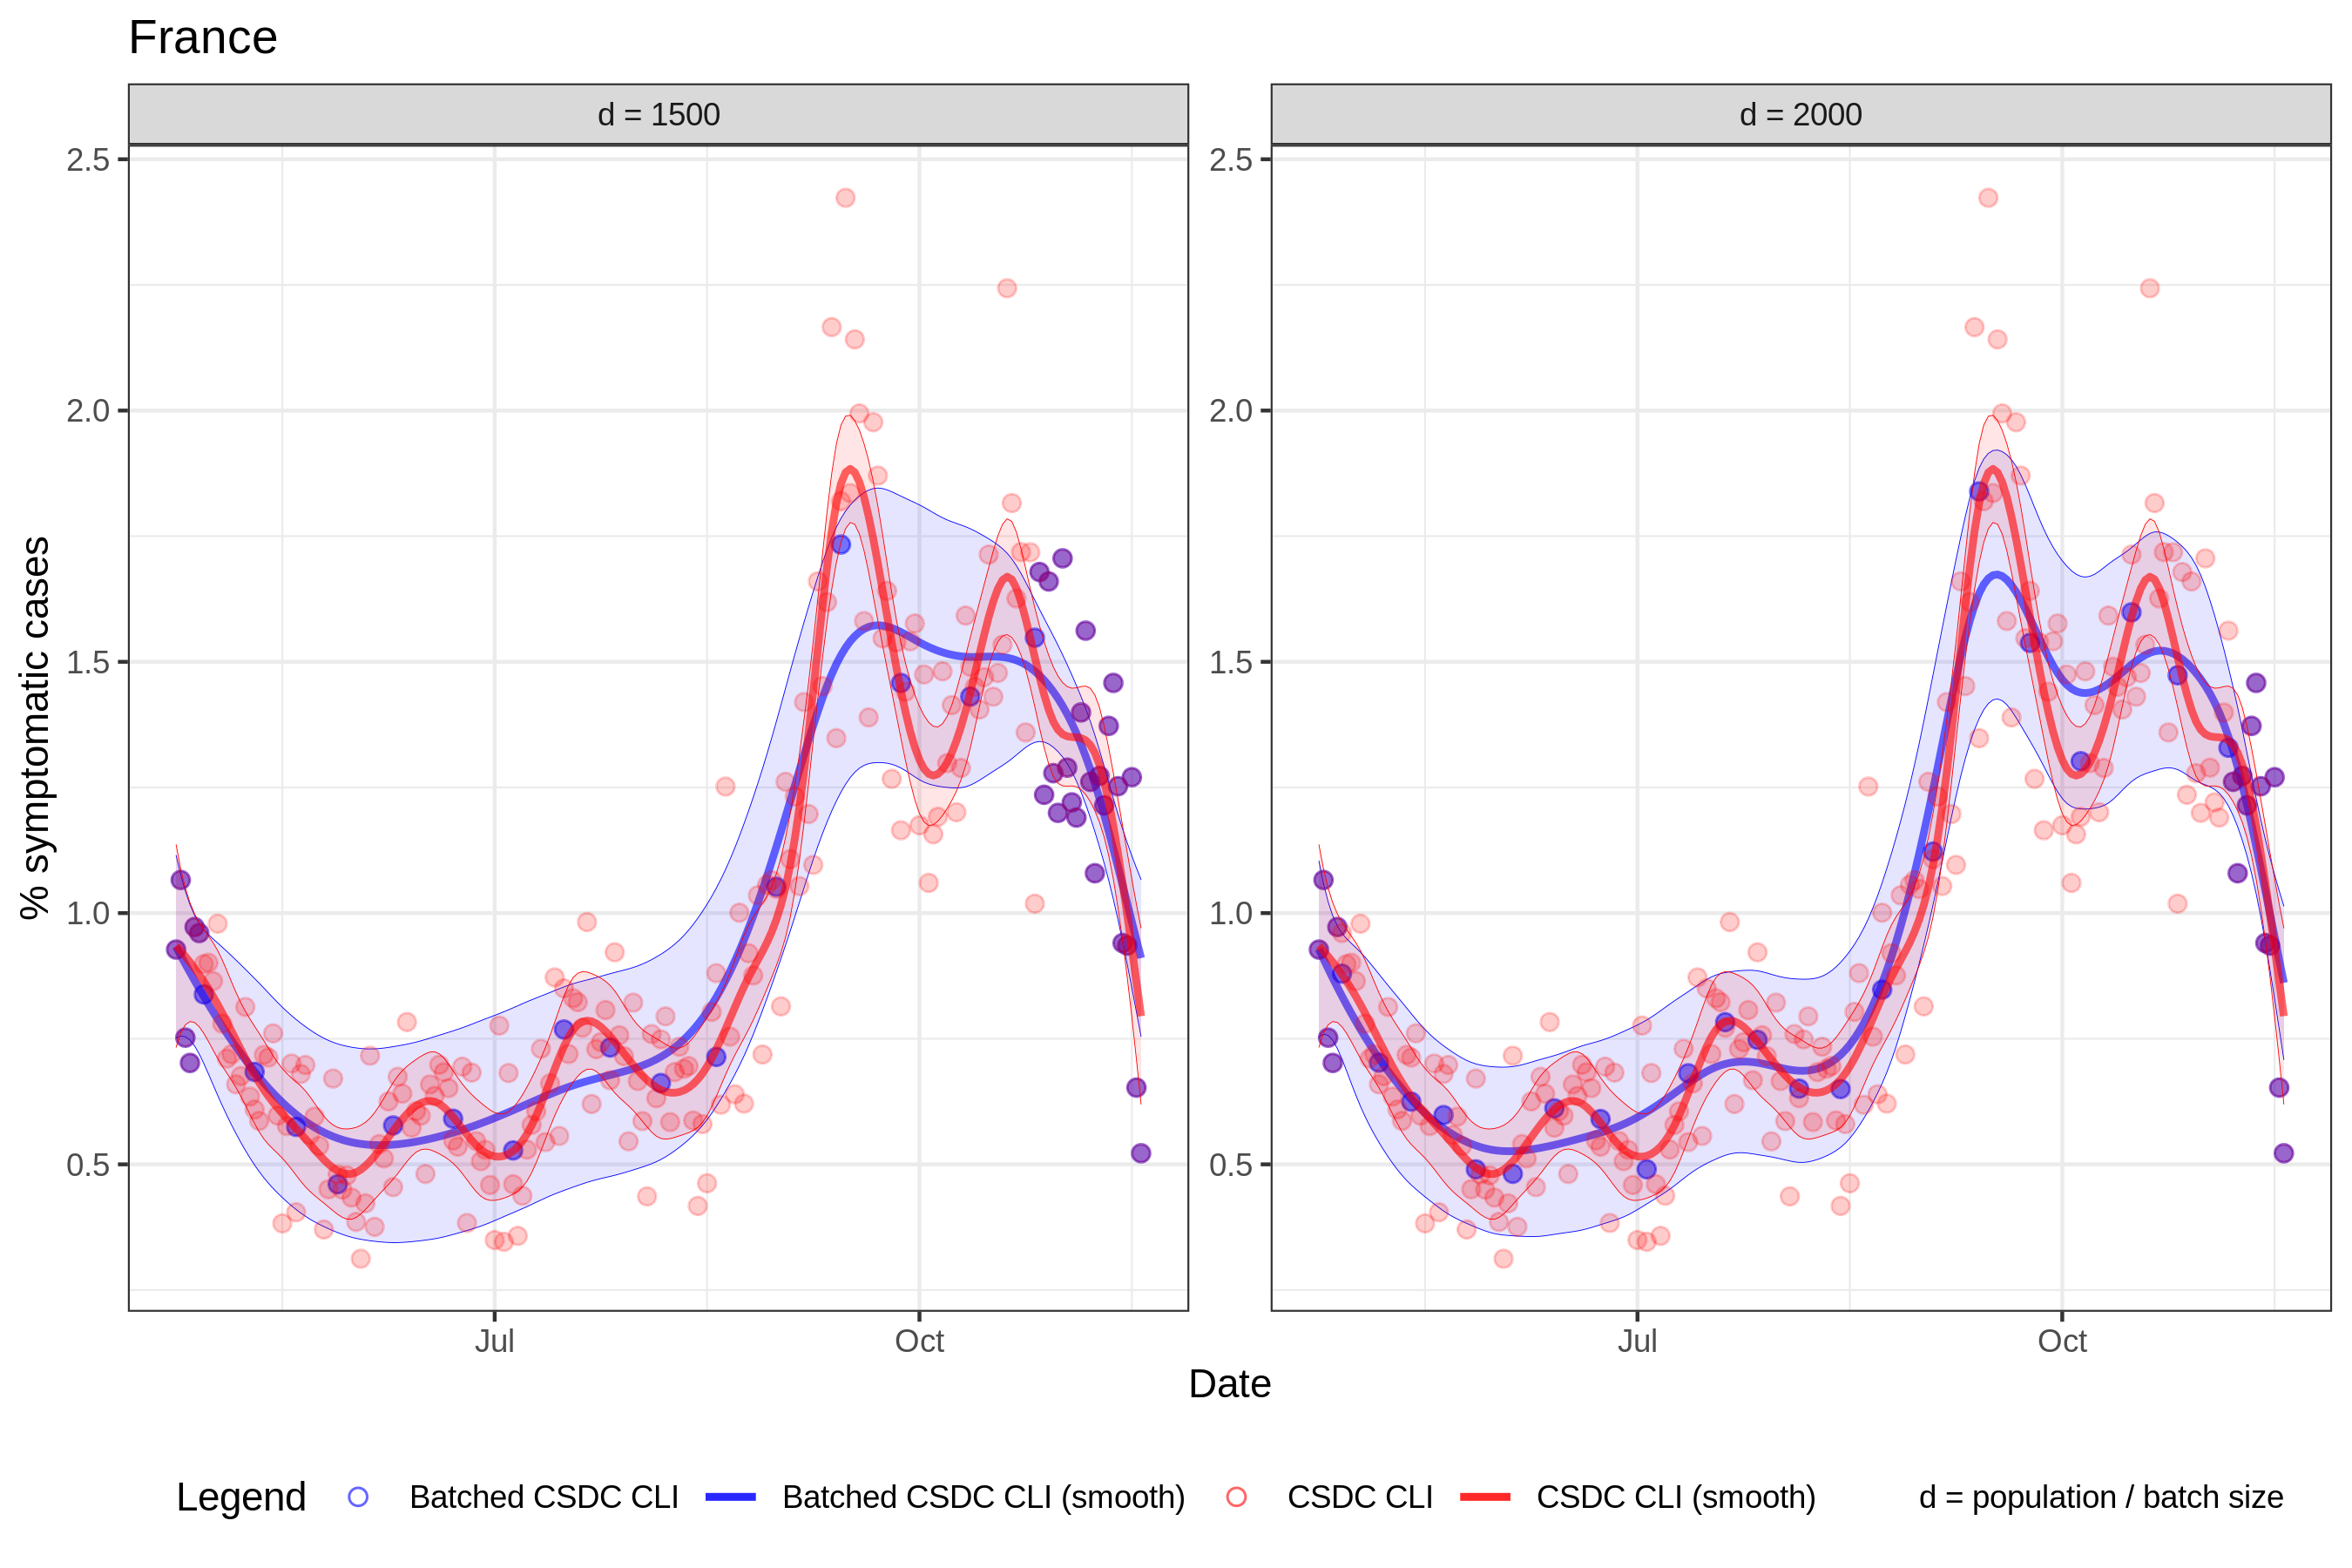 France
d = 1500
d = 2000
% symptomatic cases
2.5
2.0
1.5
1.0
0.5
2.5
2.0
1.5
1.0
0.5
Jul
Oct
Jul
Oct
Date
Legend
Batched CSDC CLI
Batched CSDC CLI (smooth)
CSDC CLI
CSDC CLI (smooth)
d = population / batch size